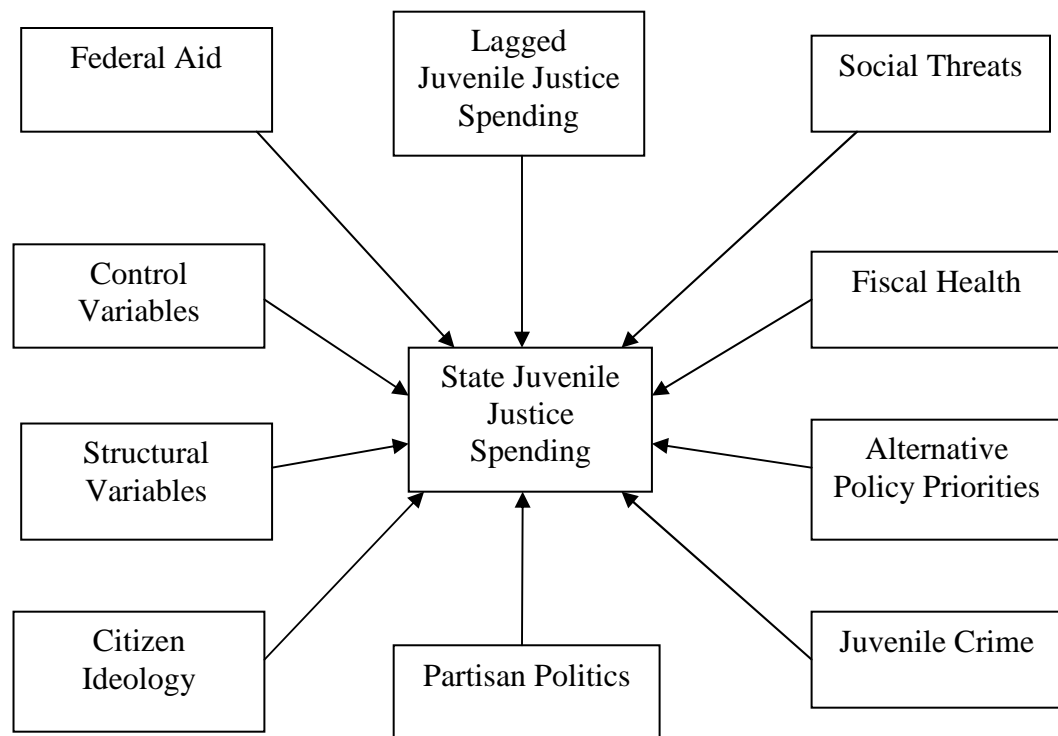 Federal Aid
Lagged
Juvenile Justice
Spending
Social Threats
Control
Variables
Fiscal Health
State Juvenile
Justice
Spending
Structural
Variables
Alternative
Policy Priorities
Citizen
Ideology
Partisan Politics
Juvenile Crime